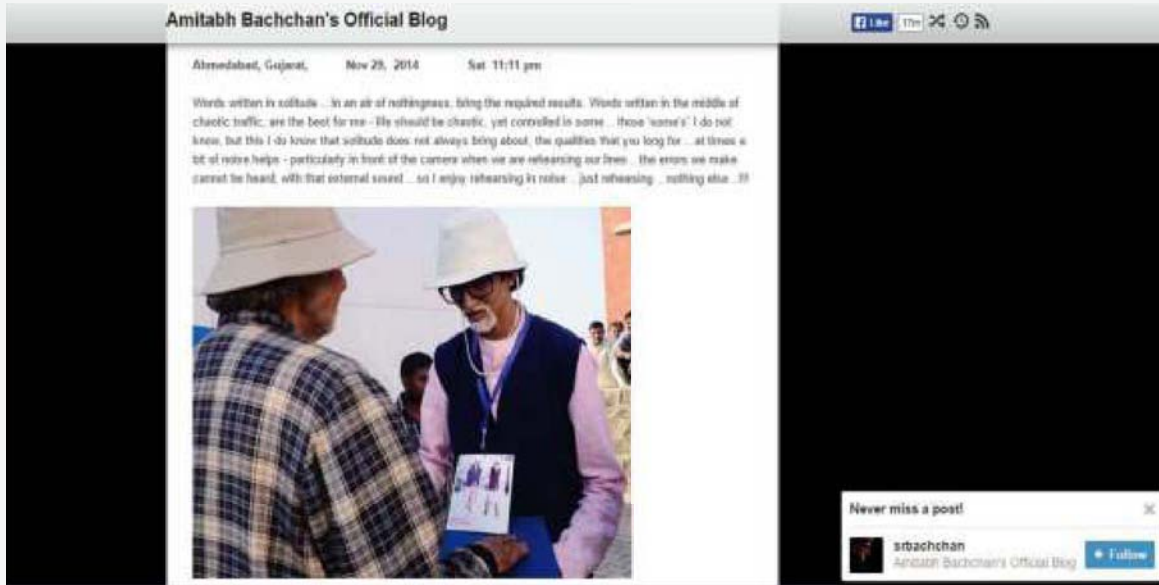 Amitabh Bachchan's Official Blog
Like 17m
Ahmedabad, Gujarat, Nov 29, 2014 Sat 11:11 pm
Words written in solitude .. in an air of nothingness, bring the required results. Words written in the middle of
chaotic traffic, are the best for me - life should be chaotic, yet controlled in some .. those 'some's' I do not
know, but this I do know that solitude does not always bring about, the qualities that you long for .. at times a
bit of noise helps - particularly in front of the camera when we are rehearsing our lines .. the errors we make
cannot be heard, with that external sound .. so I enjoy rehearsing in noise .. just rehearsing .. nothing else ..!!!
Never miss a post!
srbachchan
Amitabh Bachchan's Official Blog
+ Follow